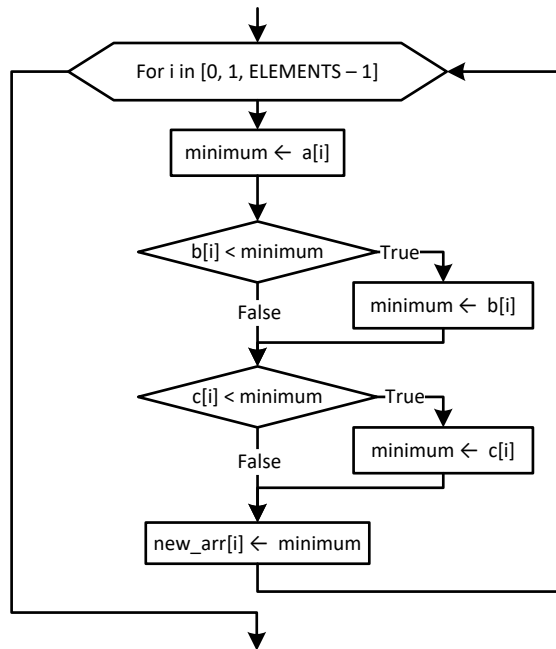 For i in [0, 1, ELEMENTS – 1]
minimum ← a[i]
b[i] < minimum
True
minimum ← b[i]
False
c[i] < minimum
True
minimum ← c[i]
False
new_arr[i] ← minimum